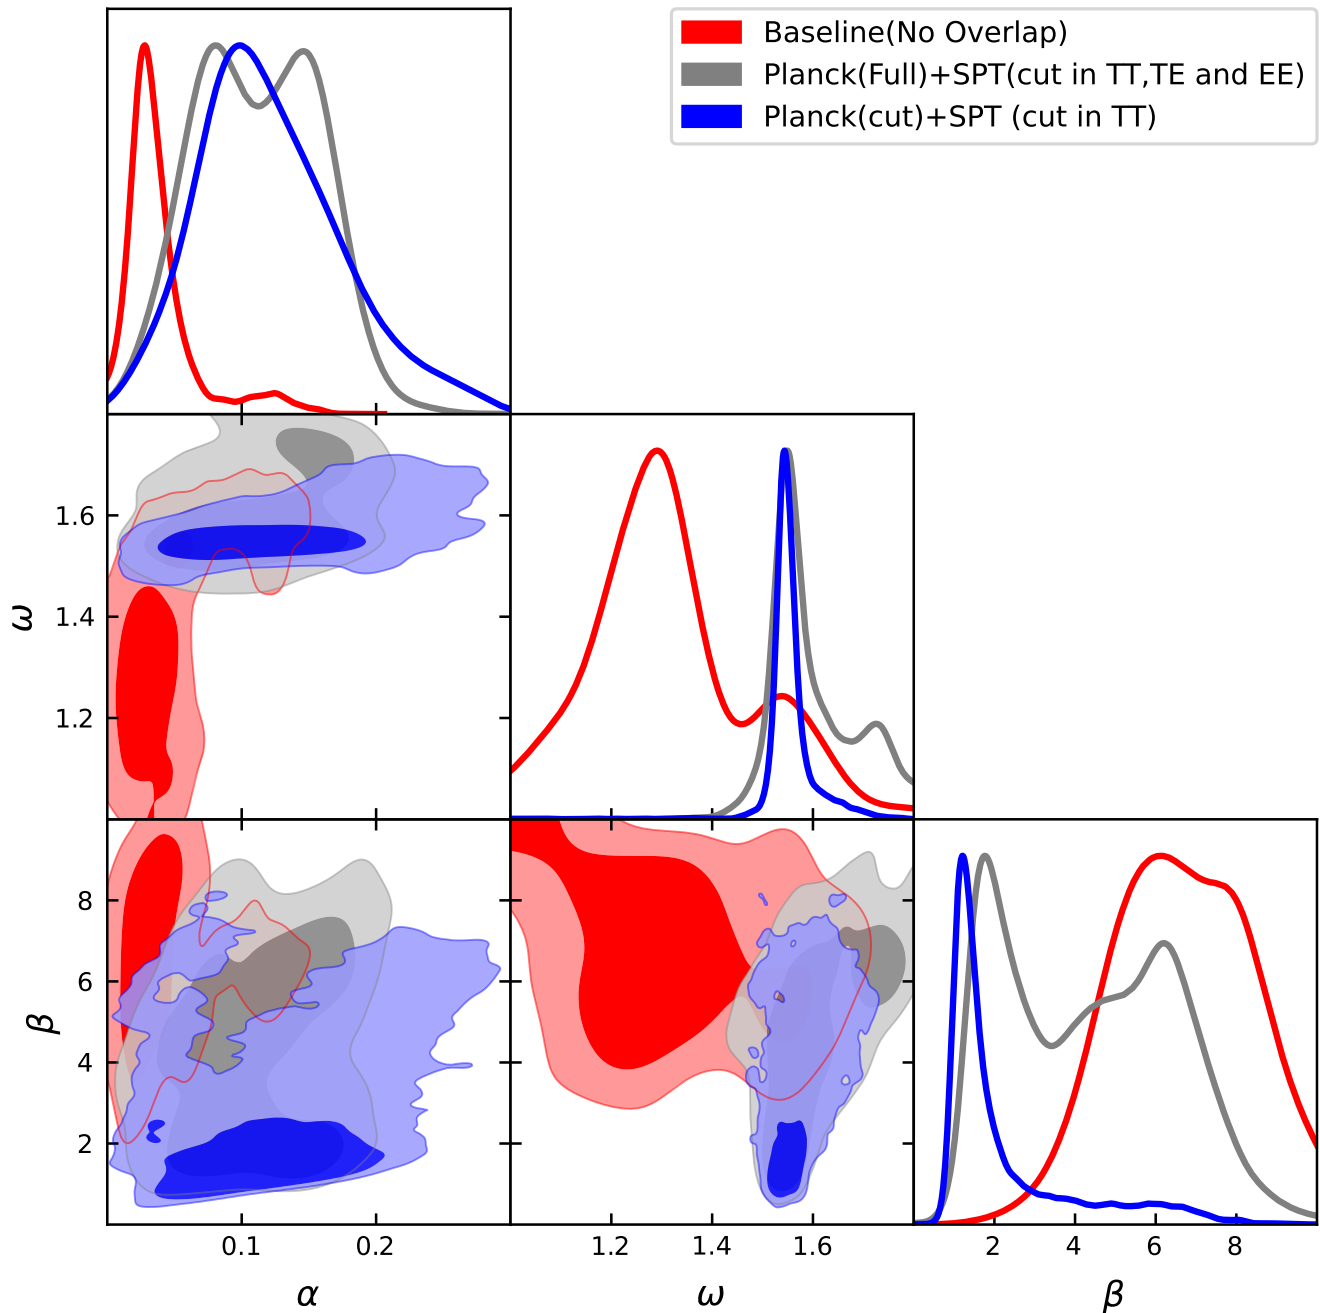 Baseline(No Overlap)
Planck(Full)+SPT(cut in TT,TE and EE)
Planck(cut)+SPT (cut in TT)
1.6
1.4
1.2
ω
8
6
4
2
β
0.1 0.2
1.2 1.4 1.6
2 4 6 8
α
ω
β